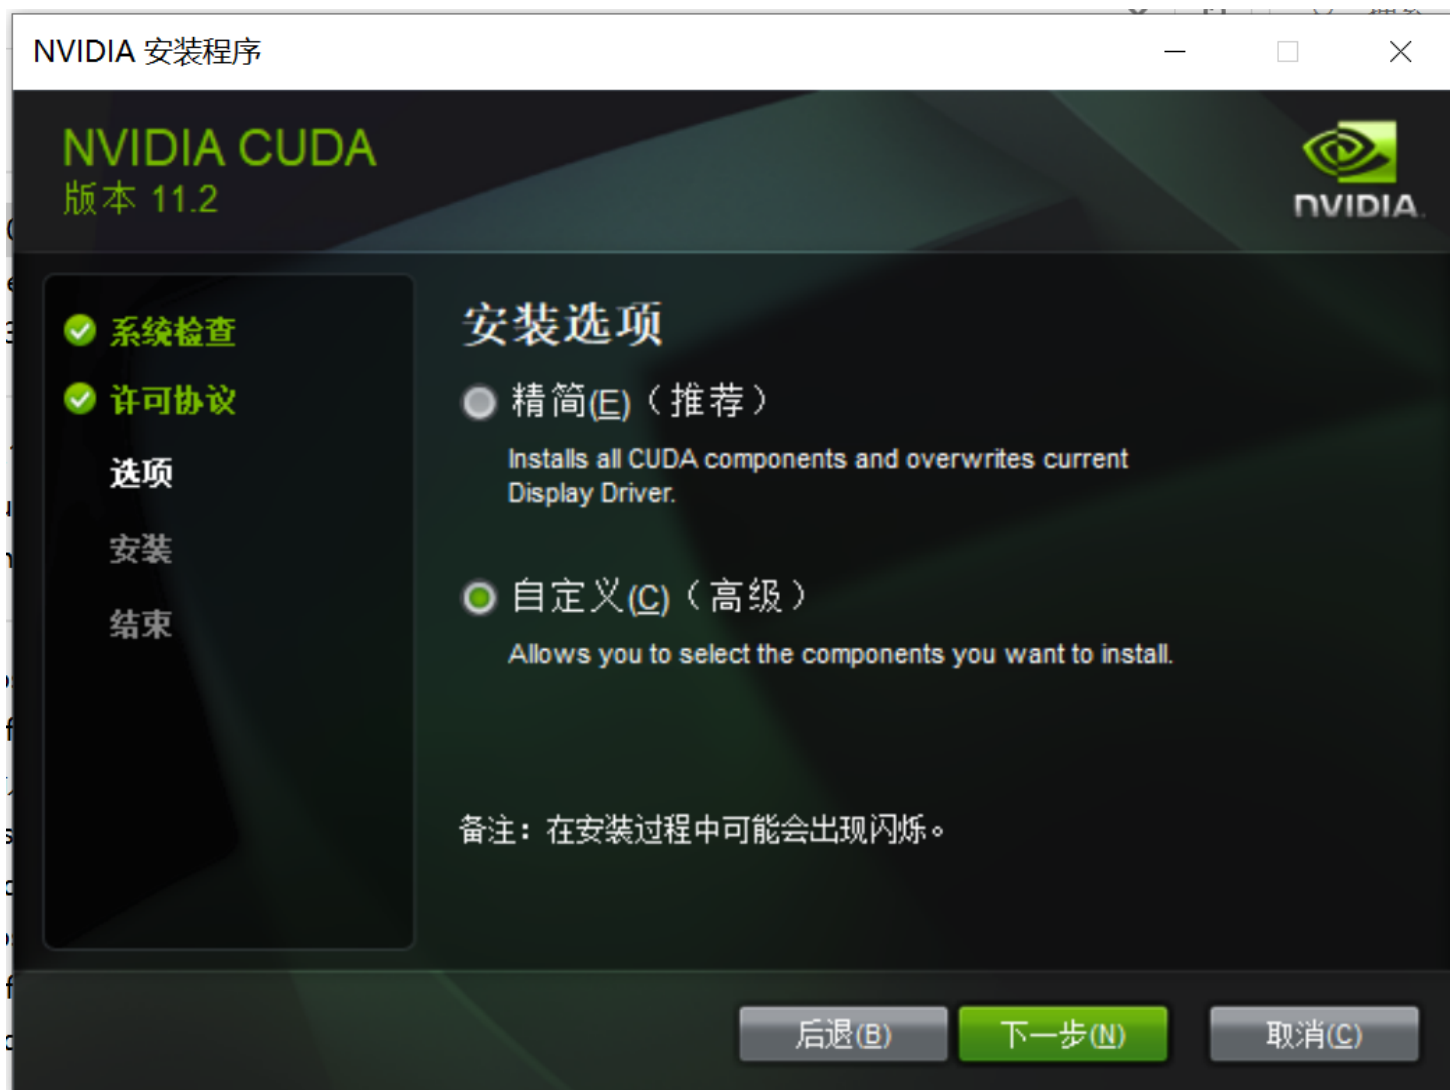 NVIDIA 安装程序
NVIDIA CUDA
版本 11.2
NVIDIA.
系统检查
许可协议
选项
安装
结束
安装选项
精简(E)（推荐）
Installs all CUDA components and overwrites current
Display Driver.
自定义(C)（高级）
Allows you to select the components you want to install.
备注：在安装过程中可能会出现闪烁。
后退(B)
下一步(N)
取消(C)